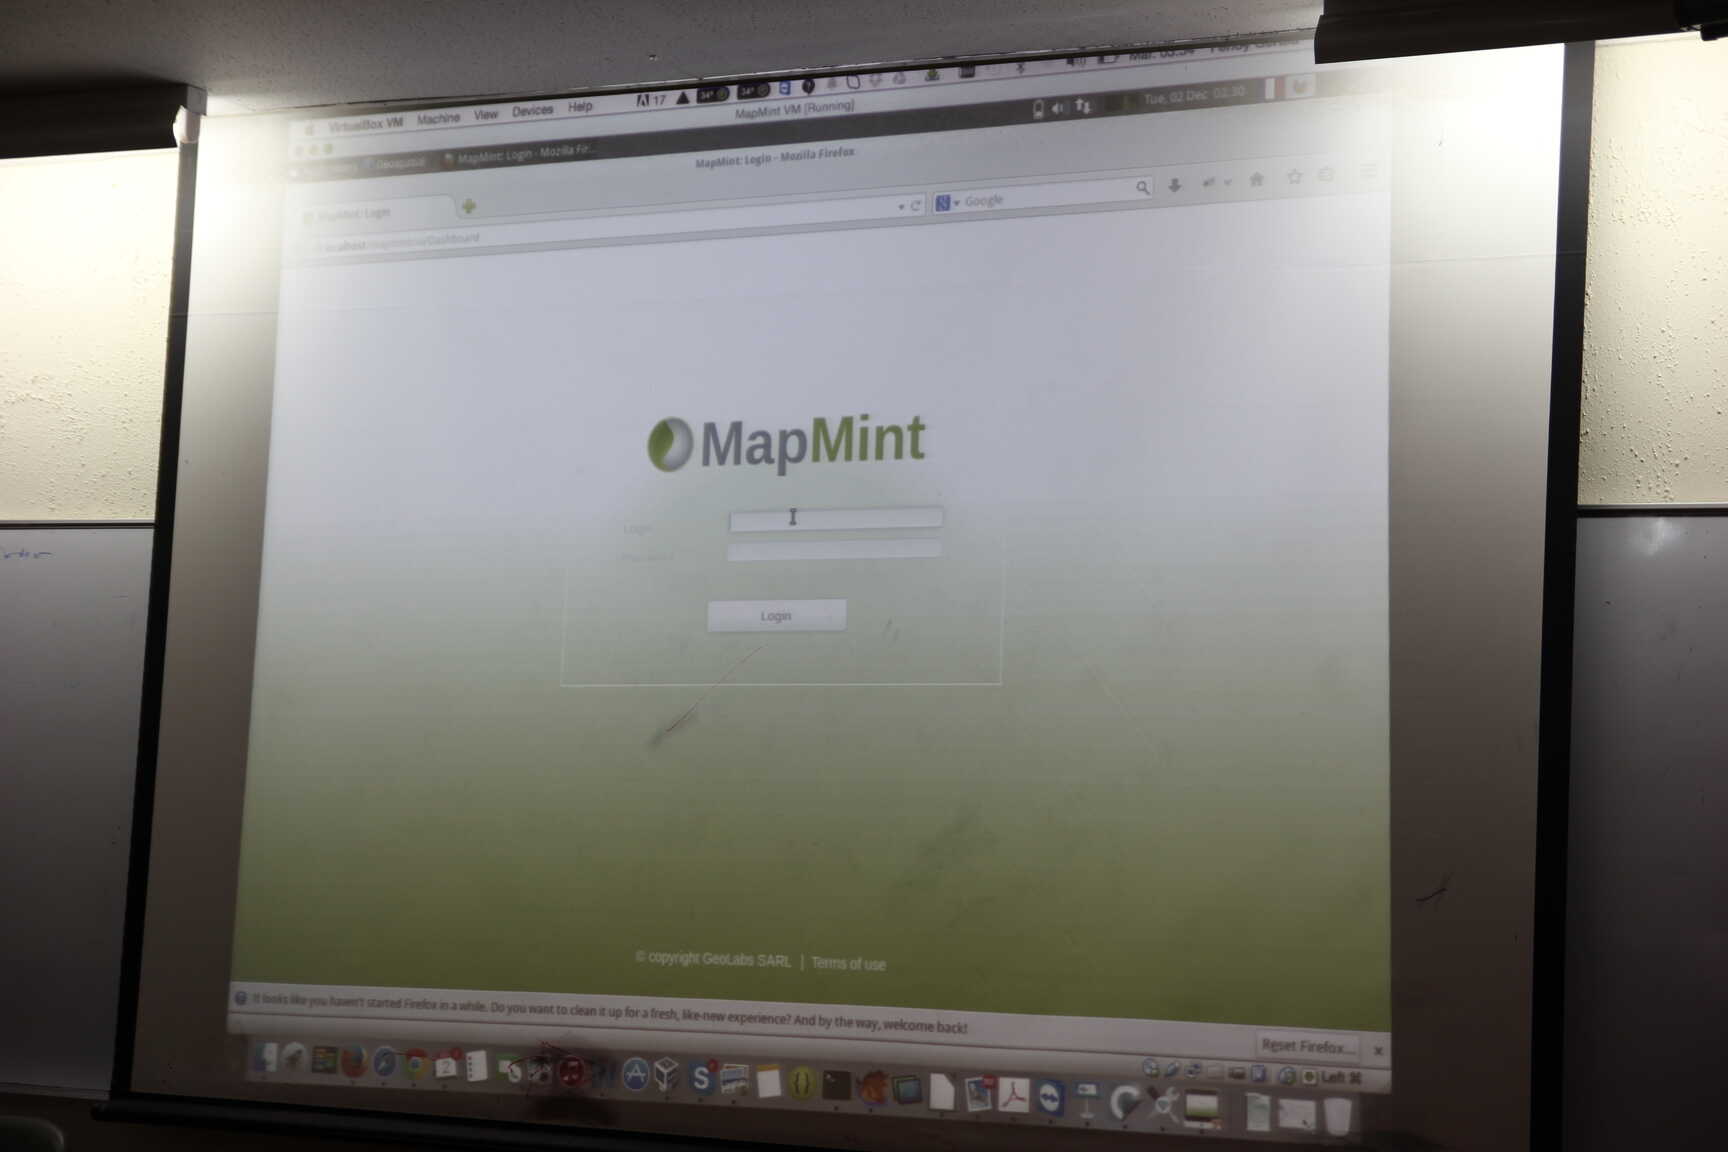 VirtualBox VM Machine View Devices Help 17 34° 34°
MapMint VM (Running)
Tue, 02 Dec 03:30
Geospatial MapMint: Login - Mozilla Fir...
MapMint: Login - Mozilla Firefox
MapMint: Login
Google
localhost
MapMint
Login
Login
© copyright GeoLabs SARL | Terms of use
It looks like you haven't started Firefox in a while. Do you want to clean it up for a fresh, like-new experience? And by the way, welcome back!
Reset Firefox...
Left ⌘